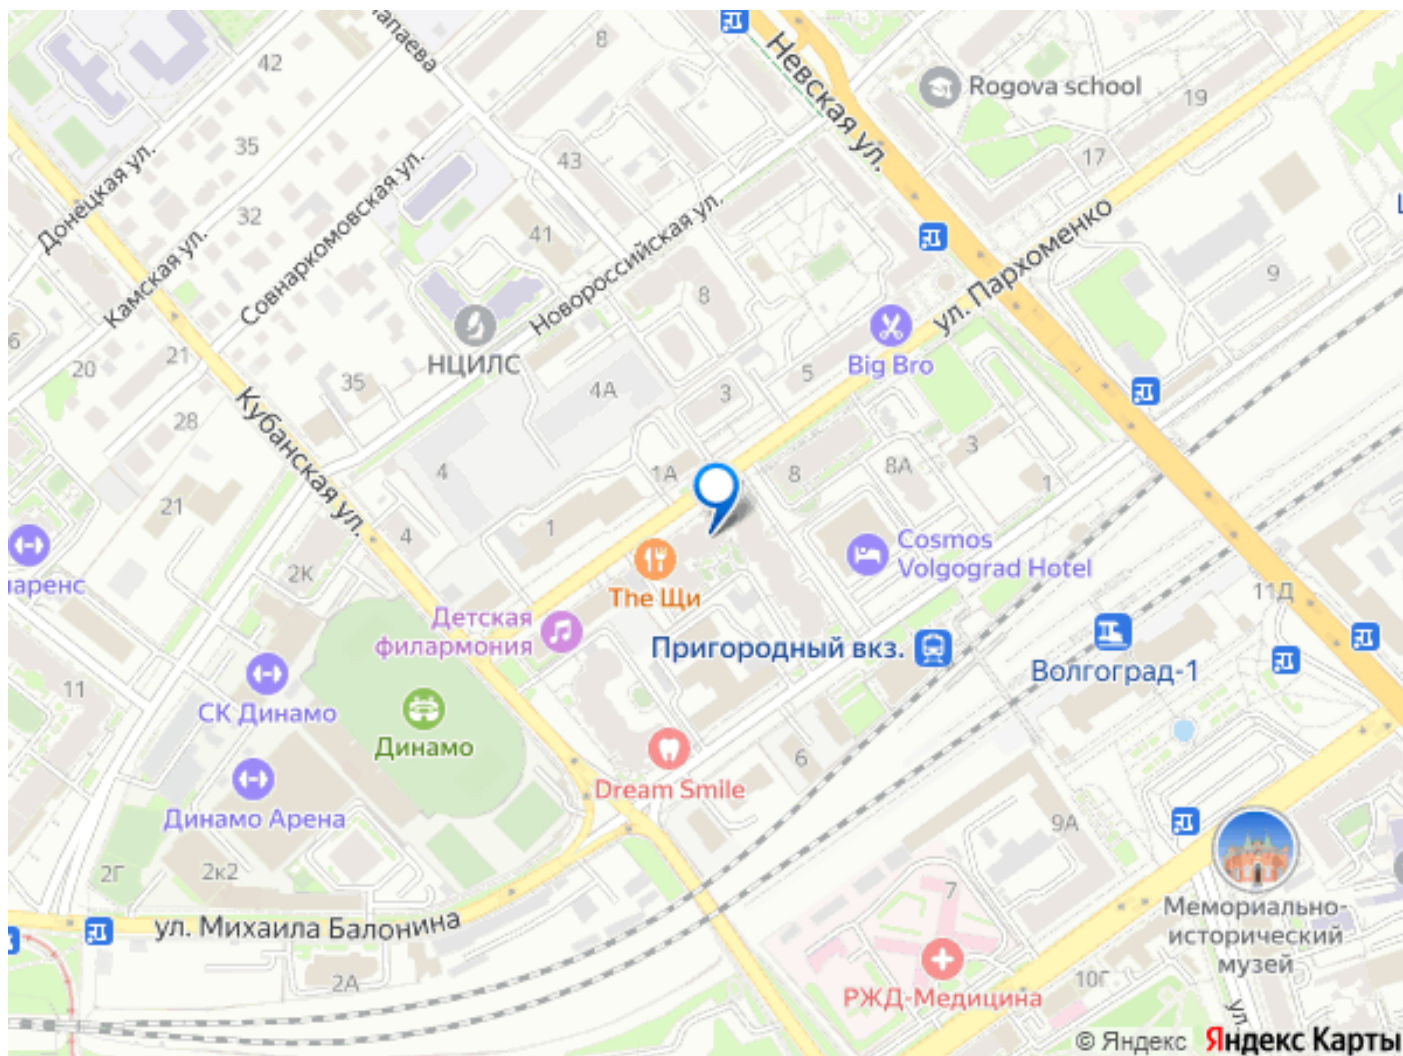 8
42
Невская ул.
Rogova school
19
35
43
17
Донецкая ул.
32
Совнаркомовская ул.
41
Новороссийская ул.
ул. Пархоменко
Камская ул.
8
9
НЦИЛС
Big Bro
6
20
21
35
4А
3
5
28
Кубанская ул.
3
4
1А
8
8А
1
21
1
4
Cosmos
Volgograd Hotel
2К
The Щи
11Д
Детская
филармония
Пригородный вкз.
Волгоград-1
11
СК Динамо
Динамо
6
Dream Smile
Динамо Арена
9А
2Г
2к2
7
ул. Михаила Балонина
Мемориально-
исторический
музей
2А
РЖД-Медицина
10Г
ул.
© Яндекс Яндекс Карты